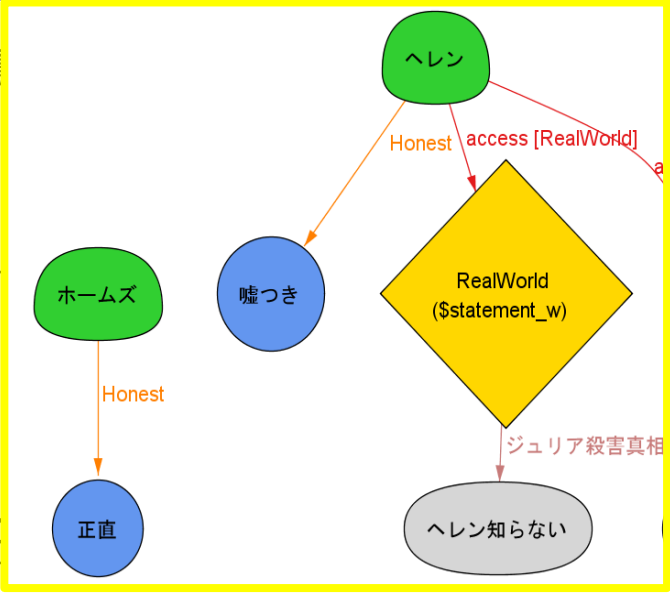 ヘレン
Honest
access [RealWorld]
a
RealWorld
($statement_w)
嘘つき
ホームズ
Honest
ジュリア殺害真相
正直
ヘレン知らない